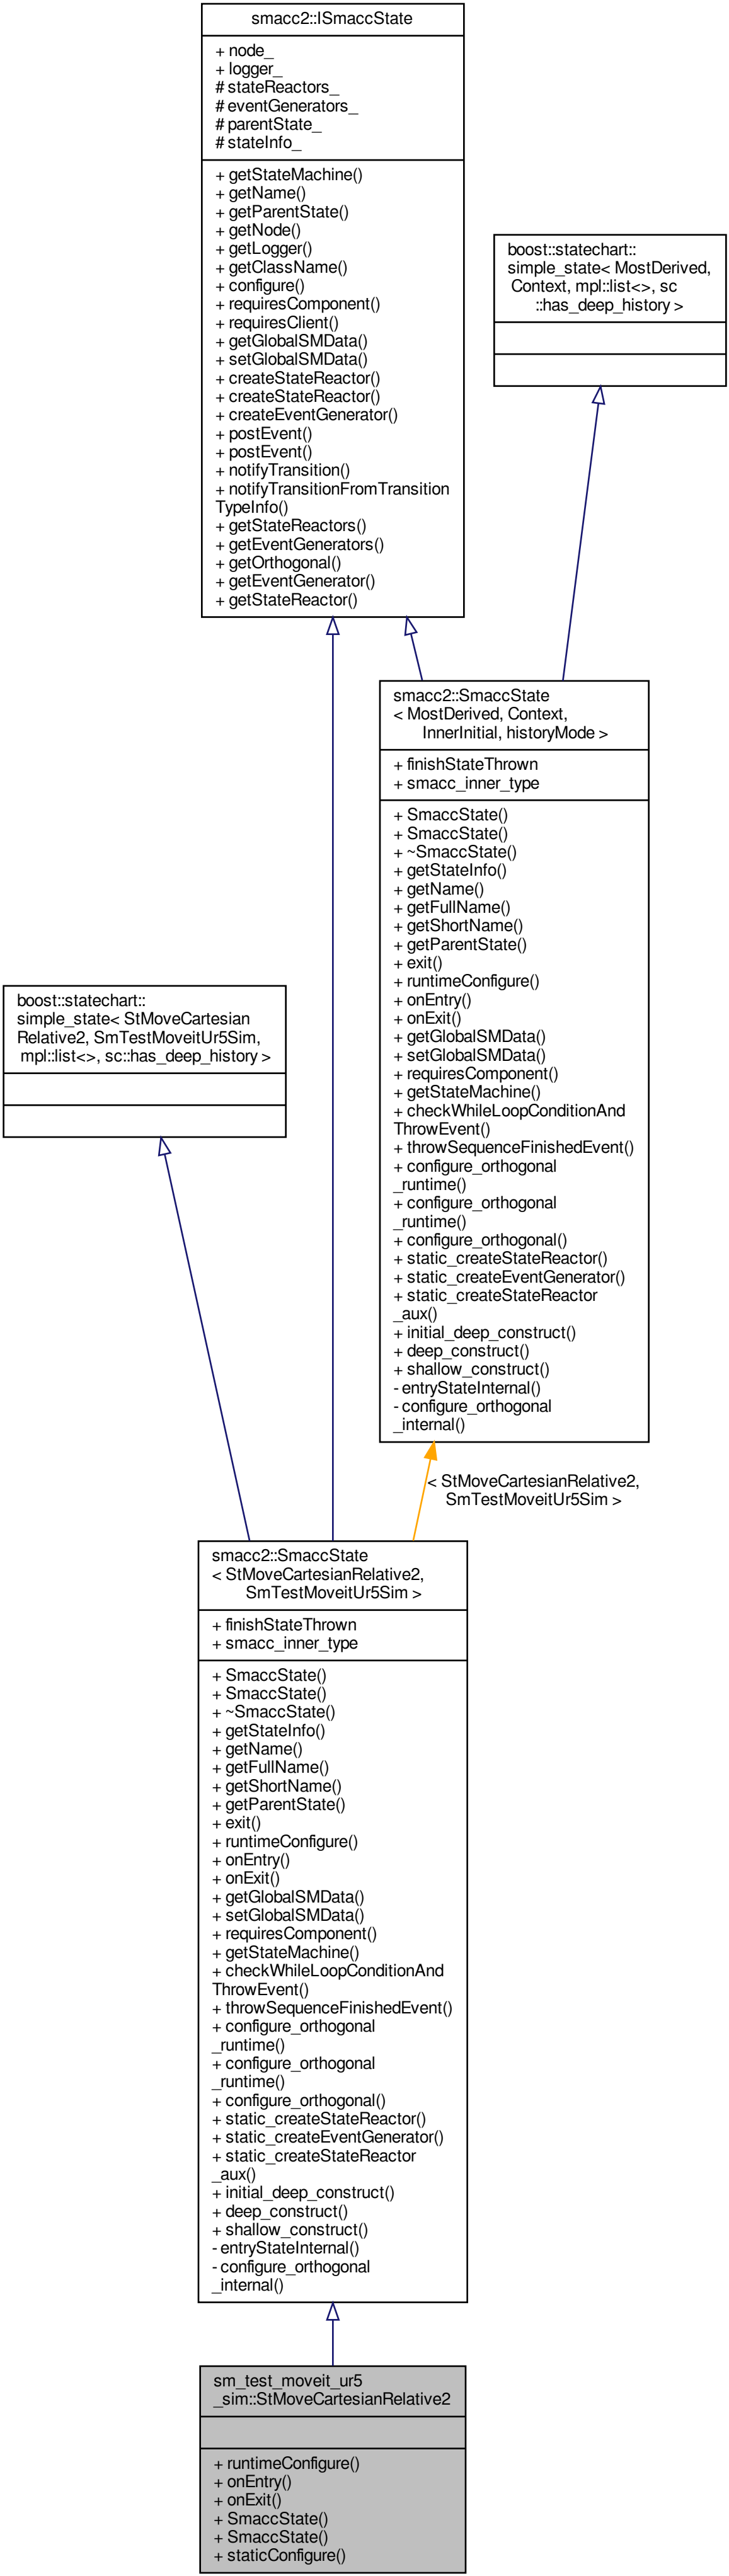 smacc2::ISmaccState
+ node_
+ logger_
# stateReactors_
# eventGenerators_
# parentState_
# stateInfo_
+ getStateMachine()
+ getName()
+ getParentState()
+ getNode()
+ getLogger()
+ getClassName()
+ configure()
+ requiresComponent()
+ requiresClient()
+ getGlobalSMData()
+ setGlobalSMData()
+ createStateReactor()
+ createStateReactor()
+ createEventGenerator()
+ postEvent()
+ postEvent()
+ notifyTransition()
+ notifyTransitionFromTransition
TypeInfo()
+ getStateReactors()
+ getEventGenerators()
+ getOrthogonal()
+ getEventGenerator()
+ getStateReactor()
boost::statechart::
simple_state< MostDerived,
Context, mpl::list<>, sc
::has_deep_history >
smacc2::SmaccState
< MostDerived, Context,
InnerInitial, historyMode >
+ finishStateThrown
+ smacc_inner_type
+ SmaccState()
+ SmaccState()
+ ~SmaccState()
+ getStateInfo()
+ getName()
+ getFullName()
+ getShortName()
+ getParentState()
+ exit()
+ runtimeConfigure()
+ onEntry()
+ onExit()
+ getGlobalSMData()
+ setGlobalSMData()
+ requiresComponent()
+ getStateMachine()
+ checkWhileLoopConditionAnd
ThrowEvent()
+ throwSequenceFinishedEvent()
+ configure_orthogonal
_runtime()
+ configure_orthogonal
_runtime()
+ configure_orthogonal()
+ static_createStateReactor()
+ static_createEventGenerator()
+ static_createStateReactor
_aux()
+ initial_deep_construct()
+ deep_construct()
+ shallow_construct()
- entryStateInternal()
- configure_orthogonal
_internal()
boost::statechart::
simple_state< StMoveCartesian
Relative2, SmTestMoveitUr5Sim,
mpl::list<>, sc::has_deep_history >
< StMoveCartesianRelative2,
SmTestMoveitUr5Sim >
smacc2::SmaccState
< StMoveCartesianRelative2,
SmTestMoveitUr5Sim >
+ finishStateThrown
+ smacc_inner_type
+ SmaccState()
+ SmaccState()
+ ~SmaccState()
+ getStateInfo()
+ getName()
+ getFullName()
+ getShortName()
+ getParentState()
+ exit()
+ runtimeConfigure()
+ onEntry()
+ onExit()
+ getGlobalSMData()
+ setGlobalSMData()
+ requiresComponent()
+ getStateMachine()
+ checkWhileLoopConditionAnd
ThrowEvent()
+ throwSequenceFinishedEvent()
+ configure_orthogonal
_runtime()
+ configure_orthogonal
_runtime()
+ configure_orthogonal()
+ static_createStateReactor()
+ static_createEventGenerator()
+ static_createStateReactor
_aux()
+ initial_deep_construct()
+ deep_construct()
+ shallow_construct()
- entryStateInternal()
- configure_orthogonal
_internal()
sm_test_moveit_ur5
_sim::StMoveCartesianRelative2
+ runtimeConfigure()
+ onEntry()
+ onExit()
+ SmaccState()
+ SmaccState()
+ staticConfigure()